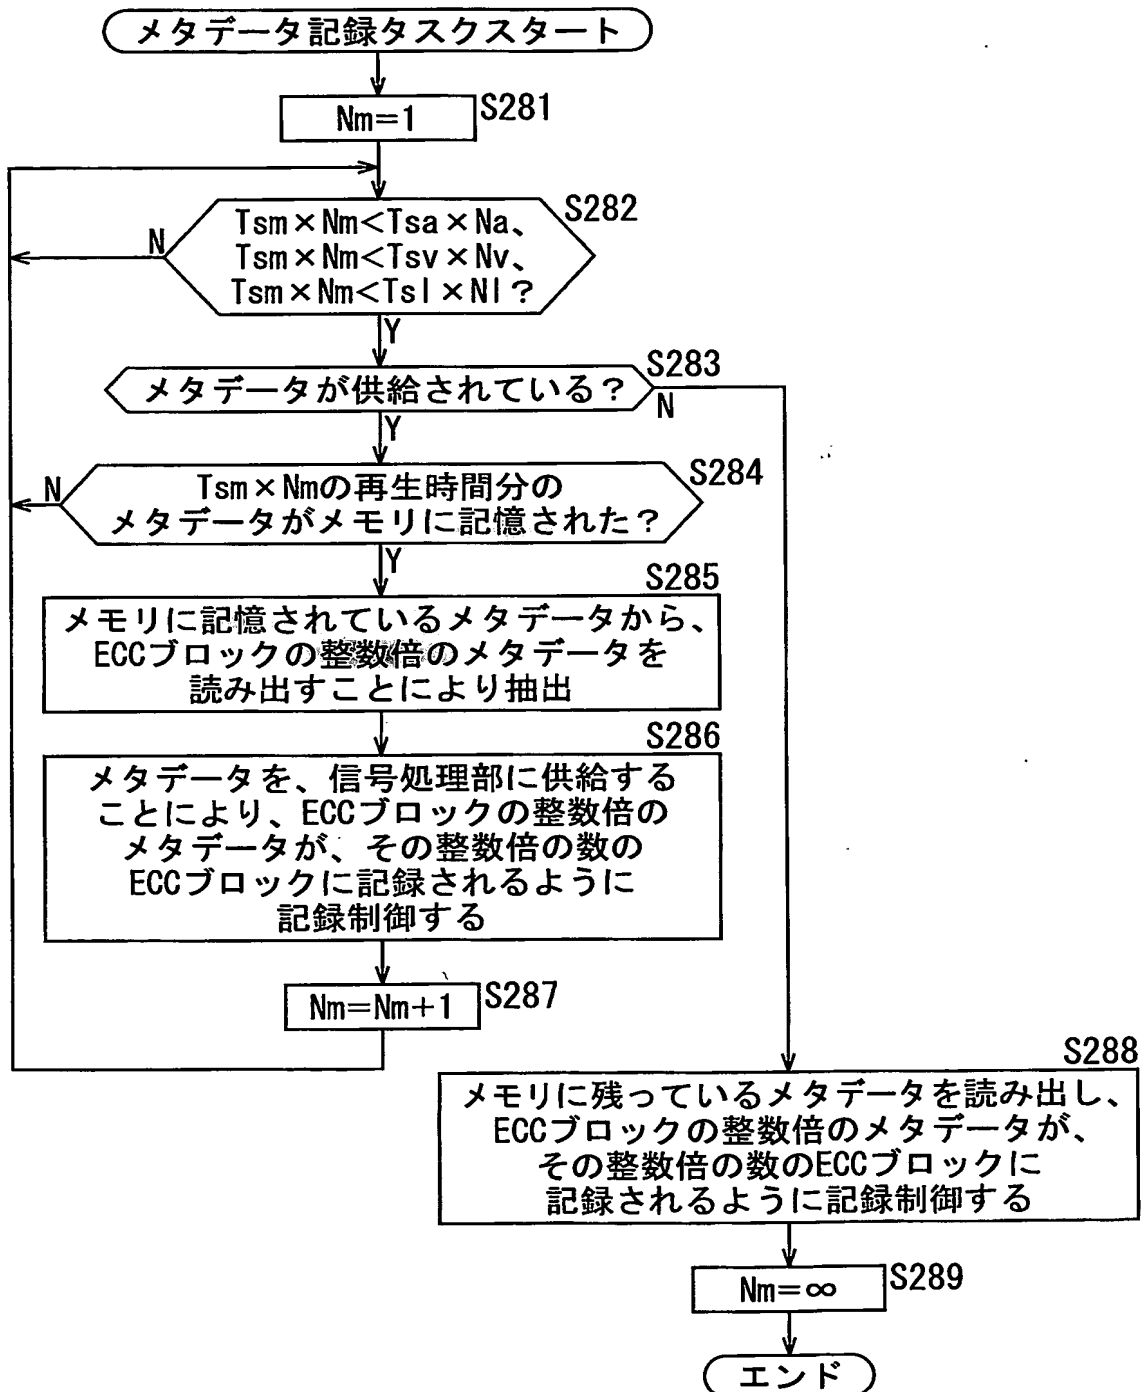 メタデータ記録タスクスタート
Nm=1
S281
S282
Tsm×Nm<Tsa×Na、
Tsm×Nm<Tsv×Nv、
Tsm×Nm<Tsl×Nl?
N
Y
S283
メタデータが供給されている?
N
Y
S284
Tsm×Nmの再生時間分の
メタデータがメモリに記憶された?
N
Y
S285
メモリに記憶されているメタデータから、
ECCブロックの整数倍のメタデータを
読み出すことにより抽出
S286
メタデータを、信号処理部に供給する
ことにより、ECCブロックの整数倍の
メタデータが、その整数倍の数の
ECCブロックに記録されるように
記録制御する
Nm=Nm+1
S287
S288
メモリに残っているメタデータを読み出し、
ECCブロックの整数倍のメタデータが、
その整数倍の数のECCブロックに
記録されるように記録制御する
Nm=∞
S289
エンド